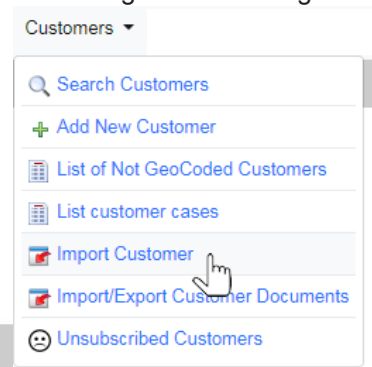 Customers
Search Customers
Add New Customer
List of Not GeoCoded Customers
List customer cases
Import Customer
Import/Export Customer Documents
Unsubscribed Customers